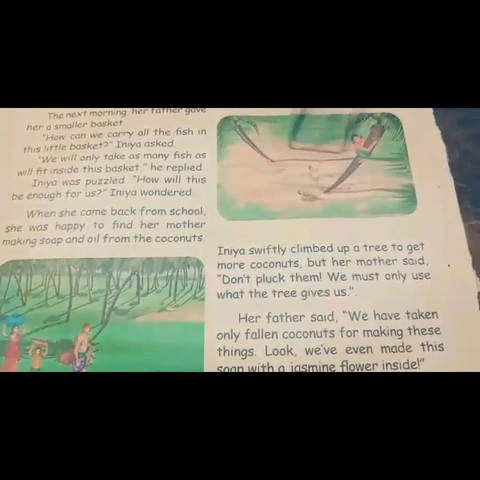 The next morning, her father gave
her a smaller basket.
"How can we carry all the fish in
this little basket?" Iniya asked.
"We will only take as many fish as
will fit inside this basket," he replied.
Iniya was puzzled. "How will this
be enough for us?" Iniya wondered.
When she came back from school,
she was happy to find her mother
making soap and oil from the coconuts.
Iniya swiftly climbed up a tree to get
more coconuts, but her mother said,
"Don't pluck them! We must only use
what the tree gives us.".
Her father said, "We have taken
only fallen coconuts for making these
things. Look, we've even made this
soap with a jasmine flower inside!"